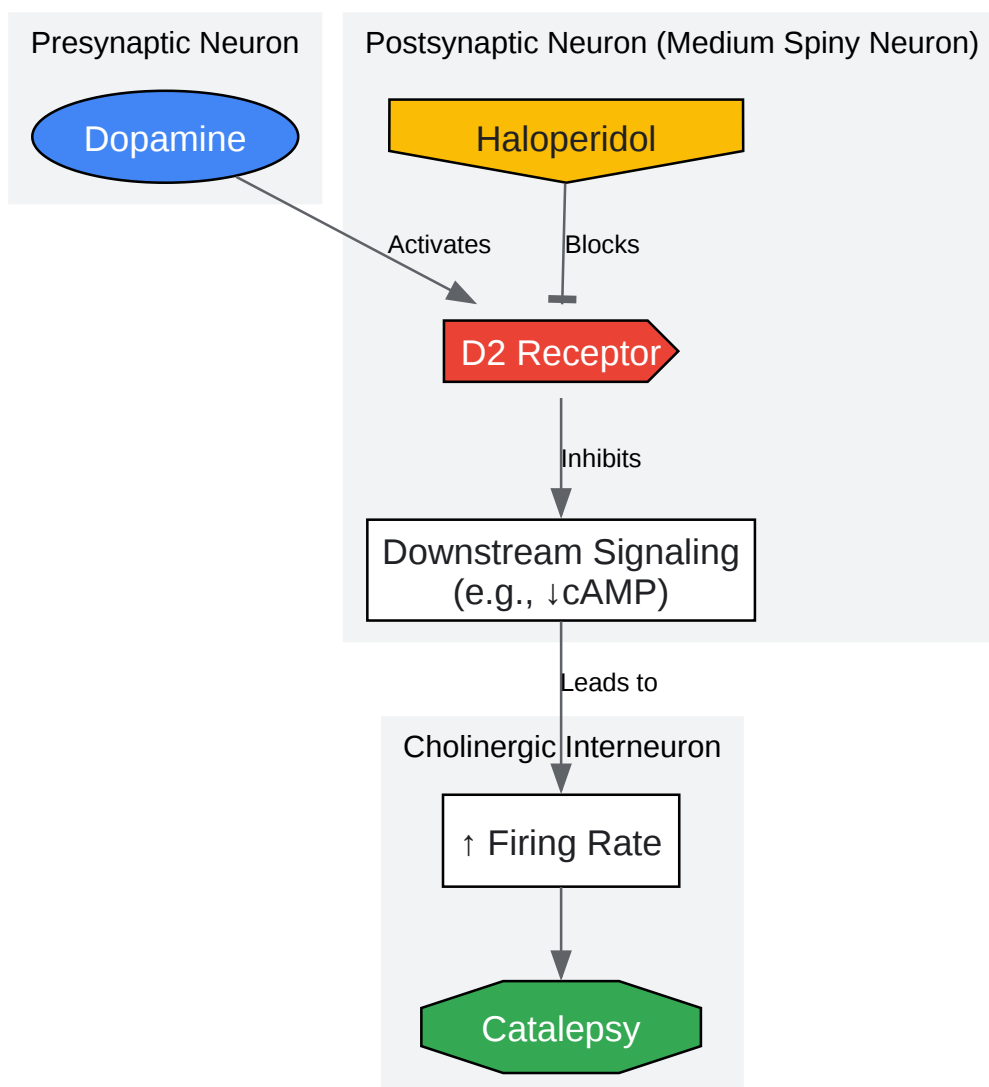 Presynaptic Neuron
Postsynaptic Neuron (Medium Spiny Neuron)
Dopamine
Haloperidol
Activates
Blocks
D2 Receptor
Inhibits
Downstream Signaling
(e.g., ↓cAMP)
Leads to
Cholinergic Interneuron
↑ Firing Rate
Catalepsy